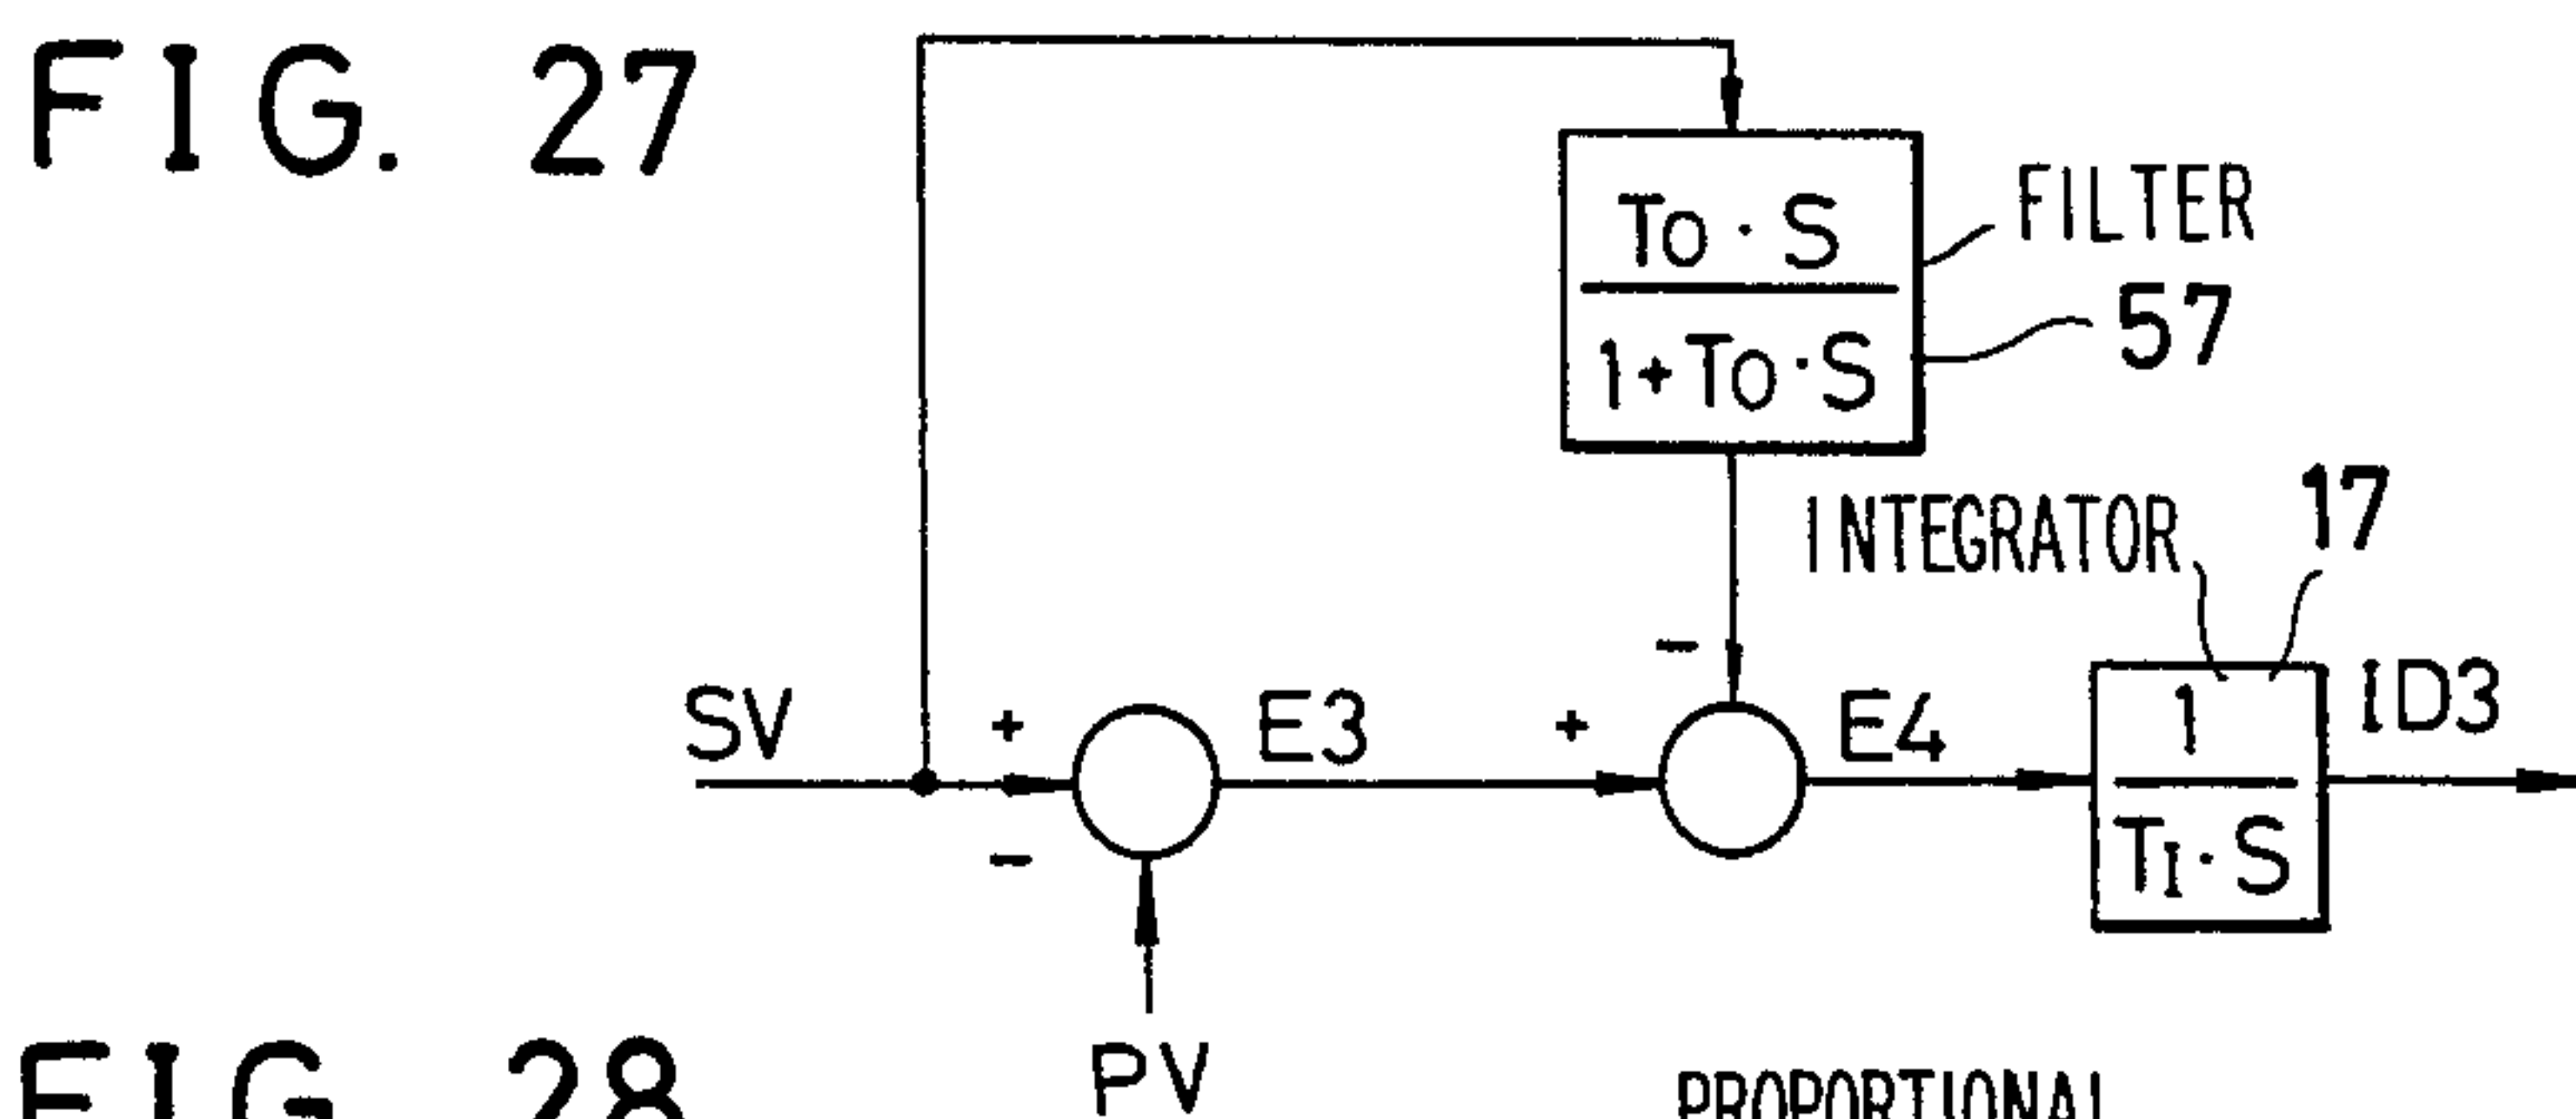 FIG. 27
To · S
1+To · S
FILTER
57
INTEGRATOR
17
SV
+
-
E3
+
-
E4
1
TI · S
ID3
PV
FIG. 28
PROPORTIONAL